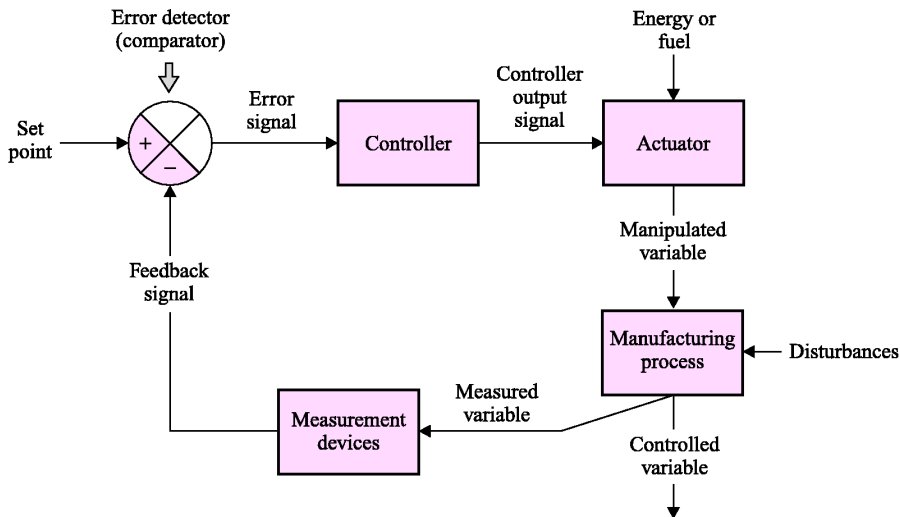 Error detector
(comparator)
Energy or
fuel
Set
point
+
−
Error
signal
Controller
Controller
output
signal
Actuator
Manipulated
variable
Feedback
signal
Manufacturing
process
Disturbances
Measurement
devices
Measured
variable
Controlled
variable